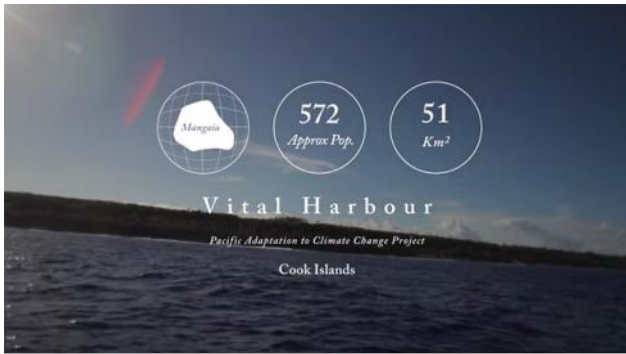 Mangaia
572
Approx Pop.
51
Km²
Vital Harbour
Pacific Adaptation to Climate Change Project
Cook Islands